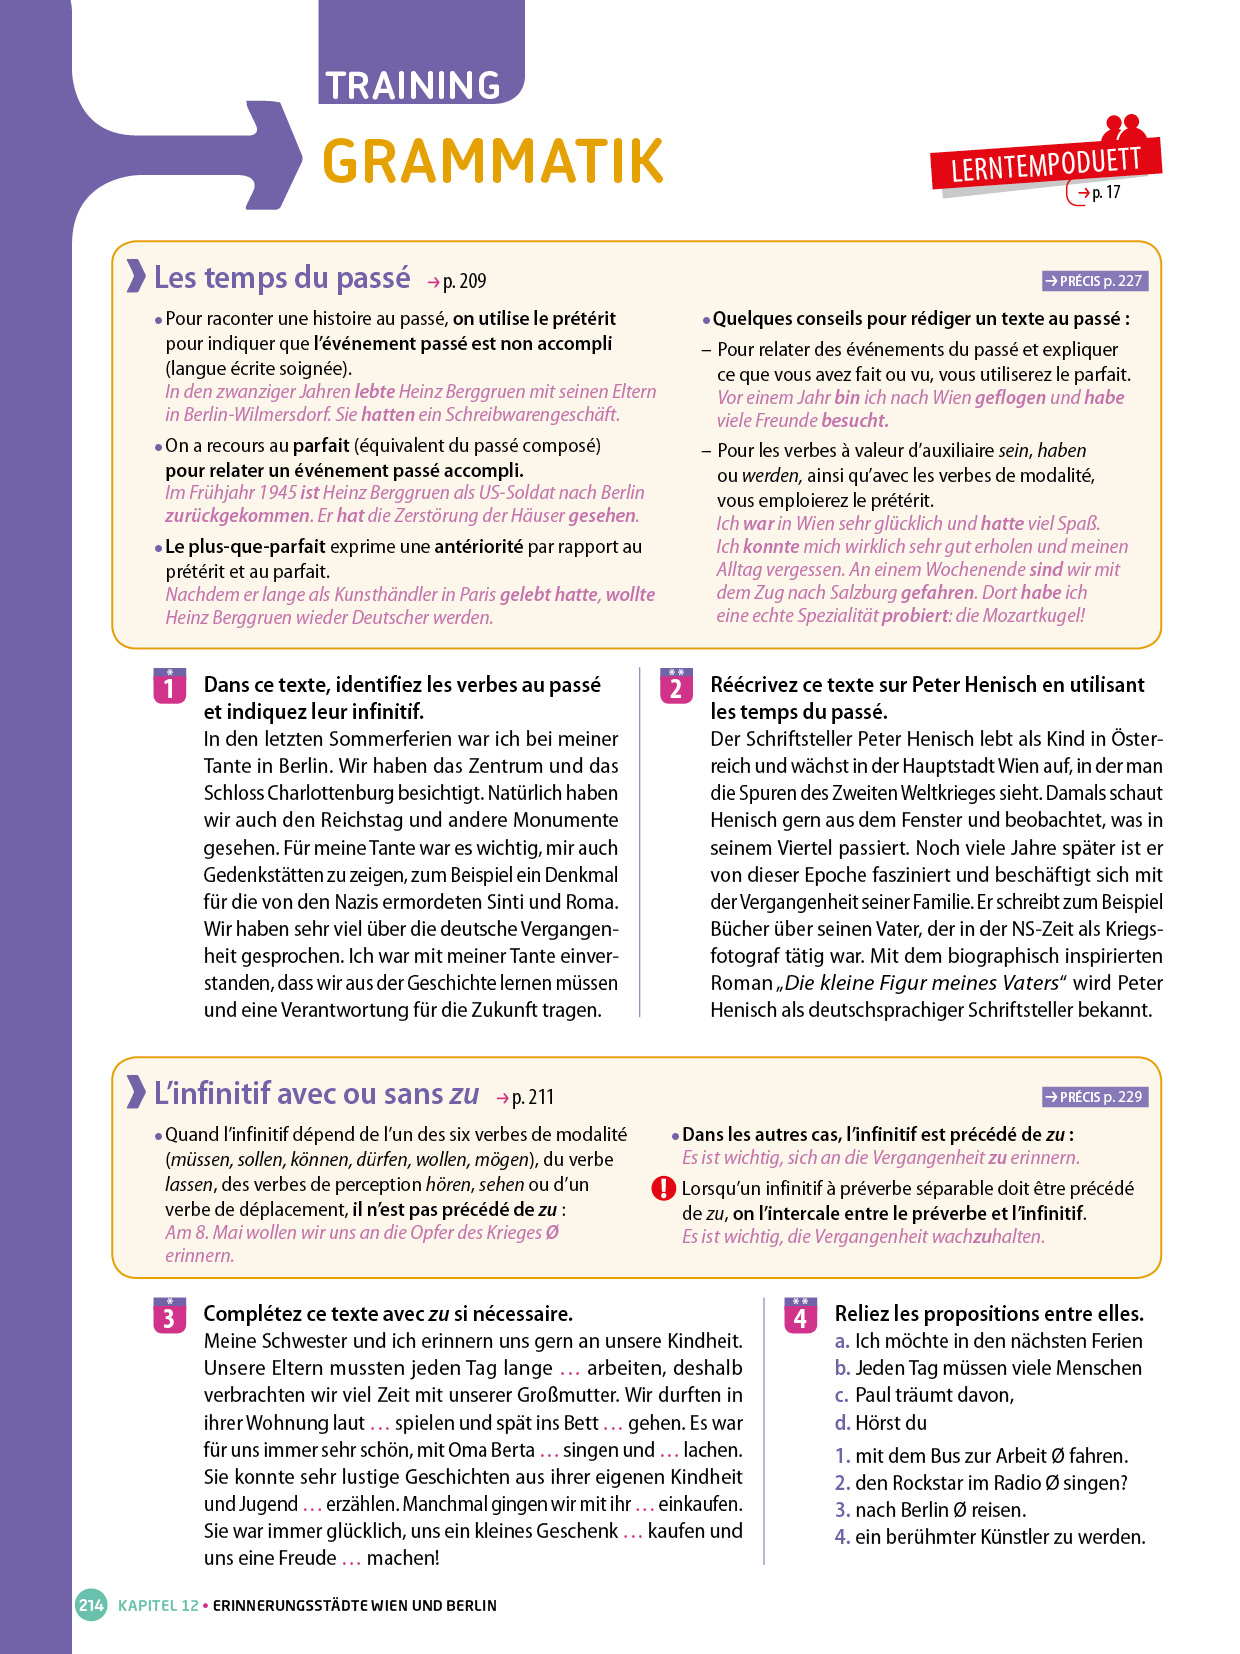 TRAINING
GRAMMATIK
LERNTEMPODUETT
→ p. 17
Les temps du passé → p. 209
→ PRÉCIS p. 227
• Pour raconter une histoire au passé, on utilise le prétérit
pour indiquer que l'événement passé est non accompli
(langue écrite soignée).
In den zwanziger Jahren lebte Heinz Berggruen mit seinen Eltern
in Berlin-Wilmersdorf. Sie hatten ein Schreibwarengeschäft.
• On a recours au parfait (équivalent du passé composé)
pour relater un événement passé accompli.
Im Frühjahr 1945 ist Heinz Berggruen als US-Soldat nach Berlin
zurückgekommen. Er hat die Zerstörung der Häuser gesehen.
• Le plus-que-parfait exprime une antériorité par rapport au
prétérit et au parfait.
Nachdem er lange als Kunsthändler in Paris gelebt hatte, wollte
Heinz Berggruen wieder Deutscher werden.
• Quelques conseils pour rédiger un texte au passé :
– Pour relater des événements du passé et expliquer
ce que vous avez fait ou vu, vous utiliserez le parfait.
Vor einem Jahr bin ich nach Wien geflogen und habe
viele Freunde besucht.
– Pour les verbes à valeur d'auxiliaire sein, haben
ou werden, ainsi qu'avec les verbes de modalité,
vous emploierez le prétérit.
Ich war in Wien sehr glücklich und hatte viel Spaß.
Ich konnte mich wirklich sehr gut erholen und meinen
Alltag vergessen. An einem Wochenende sind wir mit
dem Zug nach Salzburg gefahren. Dort habe ich
eine echte Spezialität probiert: die Mozartkugel!
*
1 Dans ce texte, identifiez les verbes au passé
et indiquez leur infinitif.
In den letzten Sommerferien war ich bei meiner
Tante in Berlin. Wir haben das Zentrum und das
Schloss Charlottenburg besichtigt. Natürlich haben
wir auch den Reichstag und andere Monumente
gesehen. Für meine Tante war es wichtig, mir auch
Gedenkstätten zu zeigen, zum Beispiel ein Denkmal
für die von den Nazis ermordeten Sinti und Roma.
Wir haben sehr viel über die deutsche Vergangen-
heit gesprochen. Ich war mit meiner Tante einver-
standen, dass wir aus der Geschichte lernen müssen
und eine Verantwortung für die Zukunft tragen.
**
2 Réécrivez ce texte sur Peter Henisch en utilisant
les temps du passé.
Der Schriftsteller Peter Henisch lebt als Kind in Öster-
reich und wächst in der Hauptstadt Wien auf, in der man
die Spuren des Zweiten Weltkrieges sieht. Damals schaut
Henisch gern aus dem Fenster und beobachtet, was in
seinem Viertel passiert. Noch viele Jahre später ist er
von dieser Epoche fasziniert und beschäftigt sich mit
der Vergangenheit seiner Familie. Er schreibt zum Beispiel
Bücher über seinen Vater, der in der NS-Zeit als Kriegs-
fotograf tätig war. Mit dem biographisch inspirierten
Roman „Die kleine Figur meines Vaters“ wird Peter
Henisch als deutschsprachiger Schriftsteller bekannt.
L'infinitif avec ou sans zu → p. 211
→ PRÉCIS p. 229
• Quand l'infinitif dépend de l'un des six verbes de modalité
(müssen, sollen, können, dürfen, wollen, mögen), du verbe
lassen, des verbes de perception hören, sehen ou d'un
verbe de déplacement, il n'est pas précédé de zu :
Am 8. Mai wollen wir uns an die Opfer des Krieges Ø
erinnern.
• Dans les autres cas, l'infinitif est précédé de zu :
Es ist wichtig, sich an die Vergangenheit zu erinnern.
! Lorsqu'un infinitif à préverbe séparable doit être précédé
de zu, on l'intercale entre le préverbe et l'infinitif.
Es ist wichtig, die Vergangenheit wachzuhalten.
*
3 Complétez ce texte avec zu si nécessaire.
Meine Schwester und ich erinnern uns gern an unsere Kindheit.
Unsere Eltern mussten jeden Tag lange … arbeiten, deshalb
verbrachten wir viel Zeit mit unserer Großmutter. Wir durften in
ihrer Wohnung laut … spielen und spät ins Bett … gehen. Es war
für uns immer sehr schön, mit Oma Berta … singen und … lachen.
Sie konnte sehr lustige Geschichten aus ihrer eigenen Kindheit
und Jugend … erzählen. Manchmal gingen wir mit ihr … einkaufen.
Sie war immer glücklich, uns ein kleines Geschenk … kaufen und
uns eine Freude … machen!
**
4 Reliez les propositions entre elles.
a. Ich möchte in den nächsten Ferien
b. Jeden Tag müssen viele Menschen
c. Paul träumt davon,
d. Hörst du
1. mit dem Bus zur Arbeit Ø fahren.
2. den Rockstar im Radio Ø singen?
3. nach Berlin Ø reisen.
4. ein berühmter Künstler zu werden.
214 KAPITEL 12 • ERINNERUNGSSTÄDTE WIEN UND BERLIN